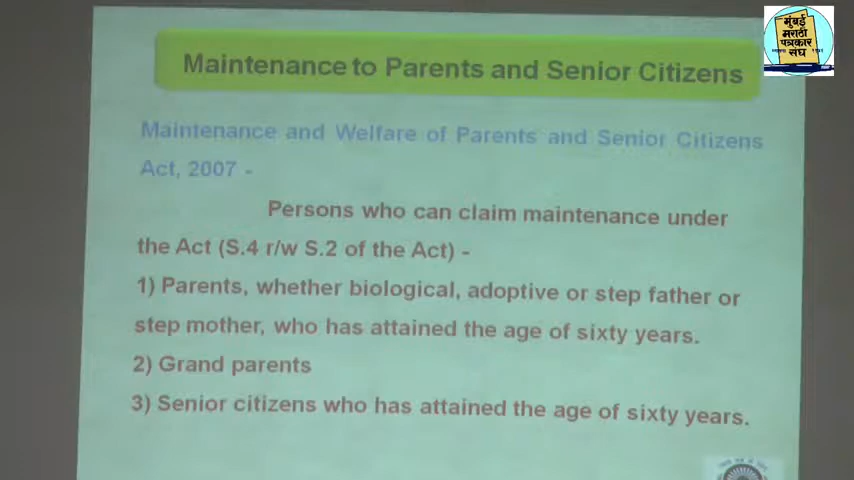 मुंबई
मराठी
पत्रकार
संघ
Maintenance to Parents and Senior Citizens
Maintenance and Welfare of Parents and Senior Citizens
Act, 2007 -
Persons who can claim maintenance under
the Act (S.4 r/w S.2 of the Act) -
1) Parents, whether biological, adoptive or step father or
step mother, who has attained the age of sixty years.
2) Grand parents
3) Senior citizens who has attained the age of sixty years.